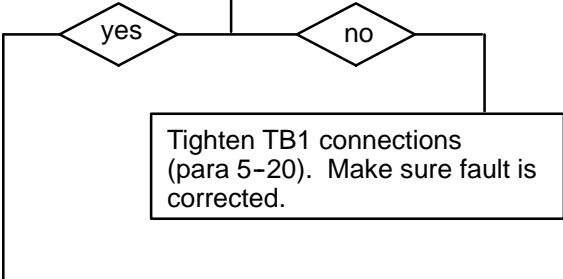 yes
no
Tighten TB1 connections
(para 5-20).  Make sure fault is
corrected.